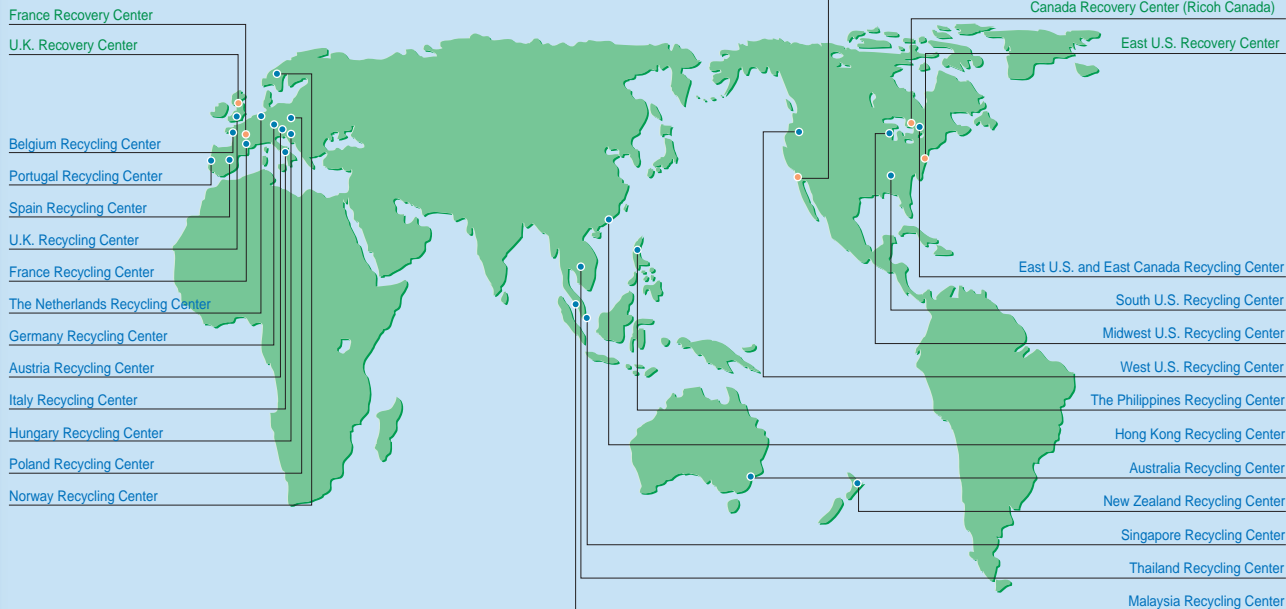 France Recovery Center
U.K. Recovery Center
Belgium Recycling Center
Portugal Recycling Center
Spain Recycling Center
U.K. Recycling Center
France Recycling Center
The Netherlands Recycling Center
Germany Recycling Center
Austria Recycling Center
Italy Recycling Center
Hungary Recycling Center
Poland Recycling Center
Norway Recycling Center
Canada Recovery Center (Ricoh Canada)
East U.S. Recovery Center
East U.S. and East Canada Recycling Center
South U.S. Recycling Center
Midwest U.S. Recycling Center
West U.S. Recycling Center
The Philippines Recycling Center
Hong Kong Recycling Center
Australia Recycling Center
New Zealand Recycling Center
Singapore Recycling Center
Thailand Recycling Center
Malaysia Recycling Center